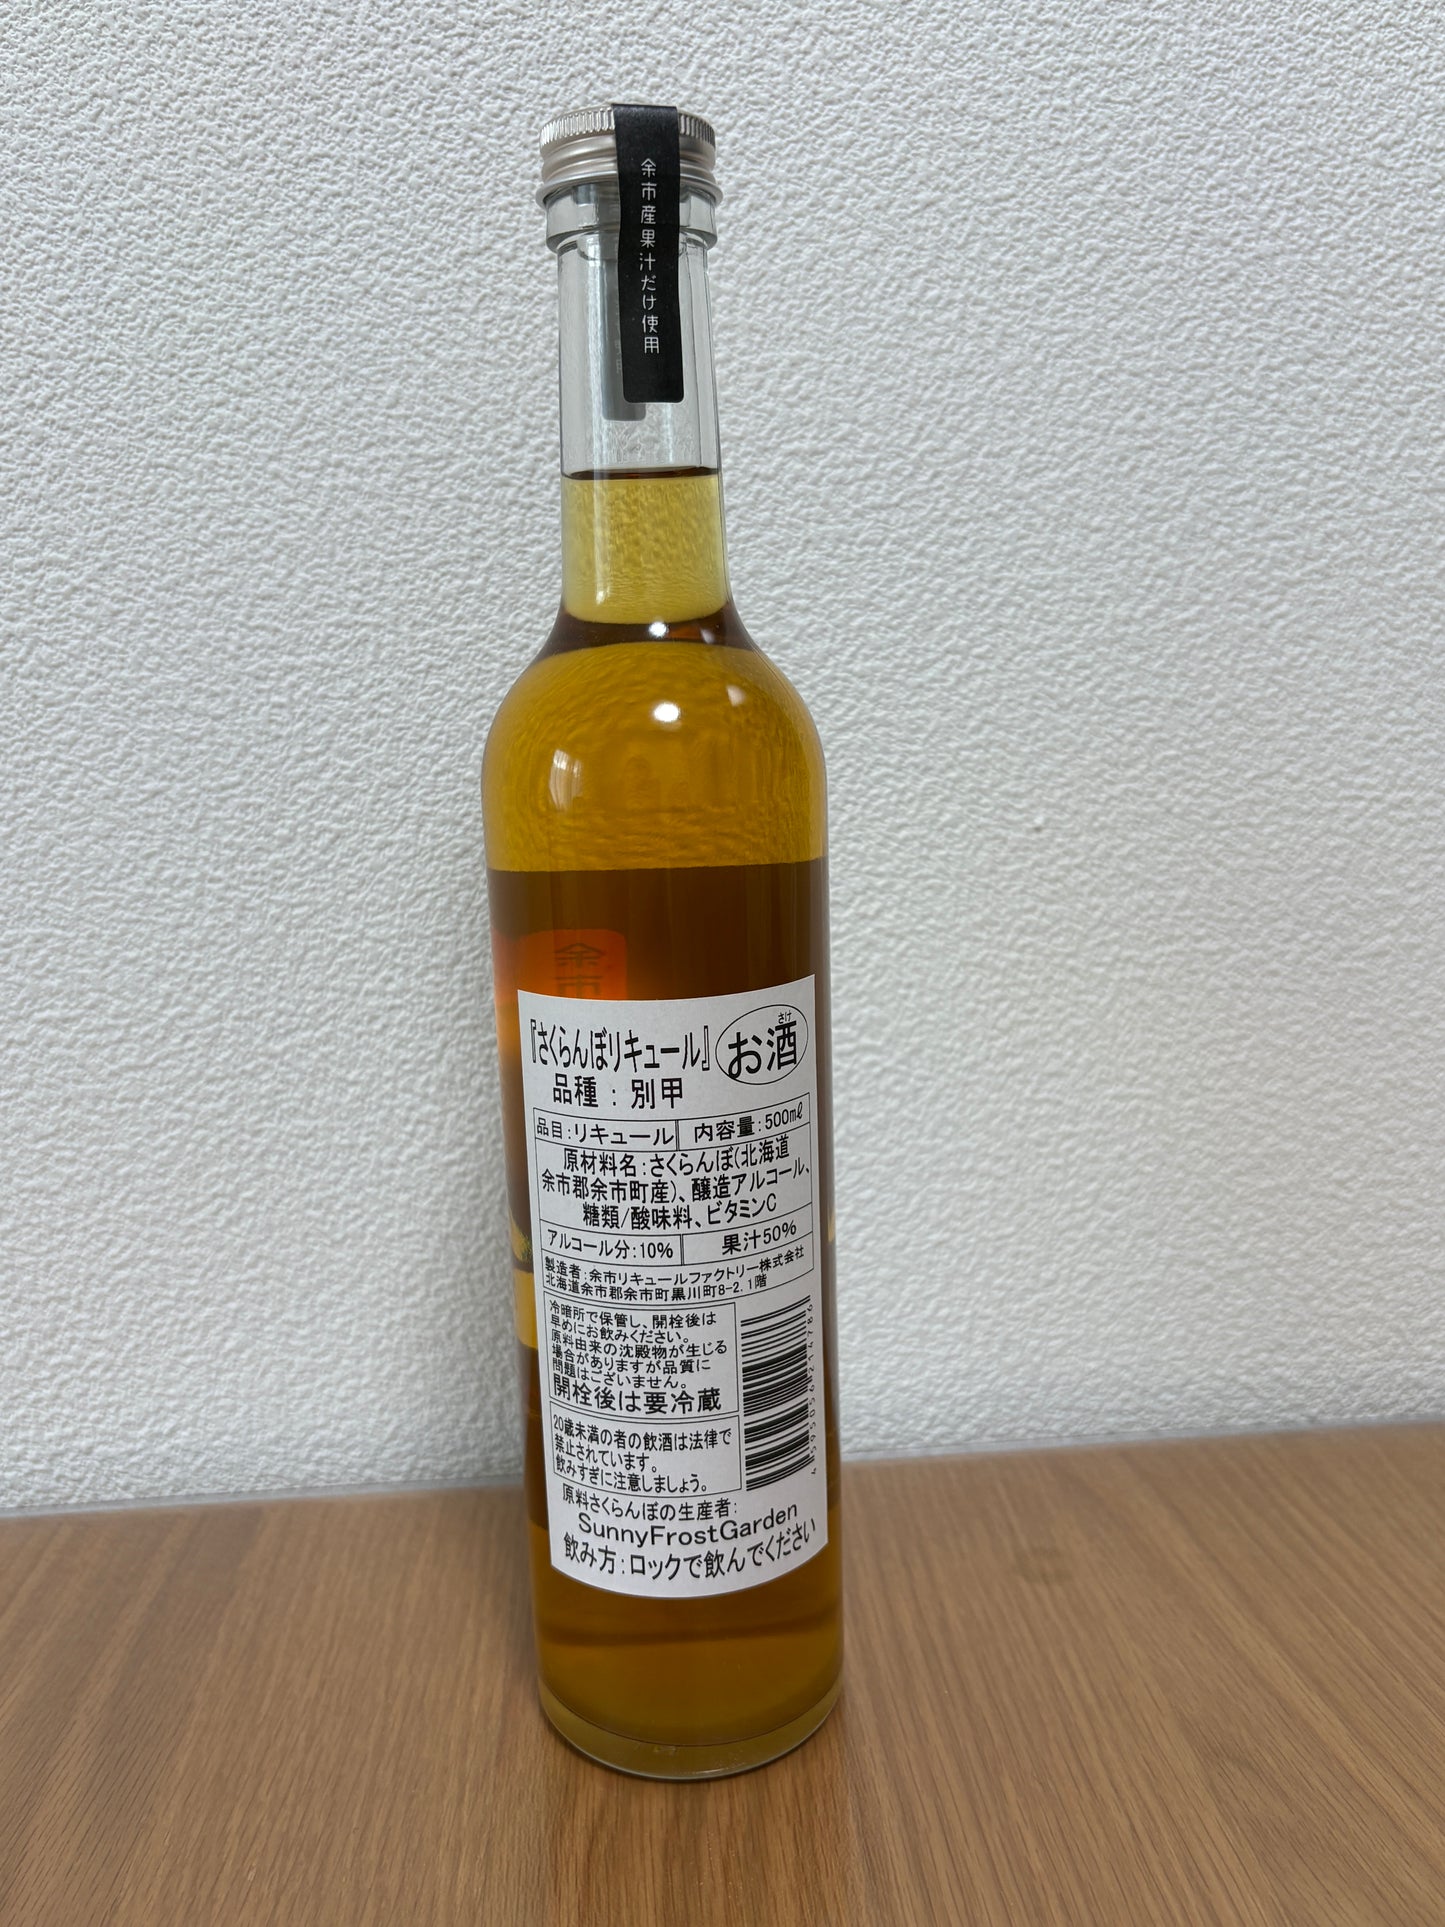 余市産果汁だけ使用
余市
『さくらんぼリキュール』
さけ
お酒
品種：別甲
品目：リキュール
内容量：500ｍℓ
原材料名：さくらんぼ（北海道
余市郡余市町産）、醸造アルコール、
糖類/酸味料、ビタミンC
アルコール分：10%
果汁50%
製造者：余市リキュールファクトリー株式会社
北海道余市郡余市町黒川町8-2.1階
冷暗所で保管し、開栓後は
早めにお飲みください。
原料由来の沈殿物が生じる
場合がありますが品質に
問題はございません。
開栓後は要冷蔵
20歳未満の者の飲酒は法律で
禁止されています。
飲みすぎに注意しましょう。
4595056214786
原料さくらんぼの生産者：
SunnyFrostGarden
飲み方：ロックで飲んでください